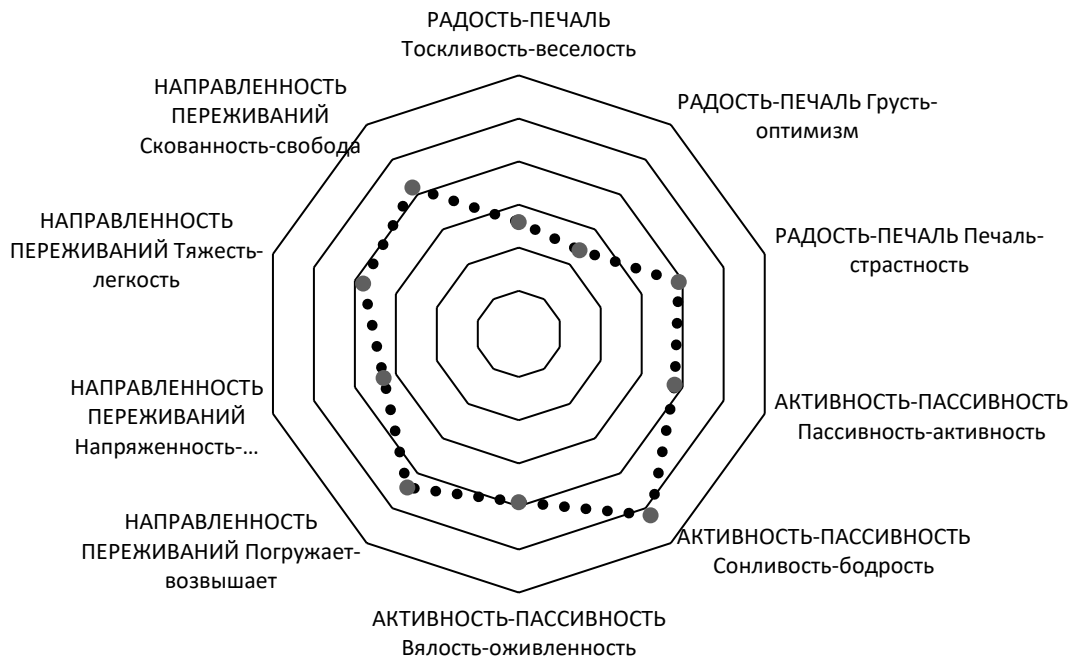 РАДОСТЬ-ПЕЧАЛЬ
Тоскливость-веселость
РАДОСТЬ-ПЕЧАЛЬ Грусть-
оптимизм
РАДОСТЬ-ПЕЧАЛЬ Печаль-
страстность
АКТИВНОСТЬ-ПАССИВНОСТЬ
Пассивность-активность
АКТИВНОСТЬ-ПАССИВНОСТЬ
Сонливость-бодрость
АКТИВНОСТЬ-ПАССИВНОСТЬ
Вялость-оживленность
НАПРАВЛЕННОСТЬ
ПЕРЕЖИВАНИЙ Погружает-
возвышает
НАПРАВЛЕННОСТЬ
ПЕРЕЖИВАНИЙ
Напряженность-...
НАПРАВЛЕННОСТЬ
ПЕРЕЖИВАНИЙ Тяжесть-
легкость
НАПРАВЛЕННОСТЬ
ПЕРЕЖИВАНИЙ
Скованность-свобода